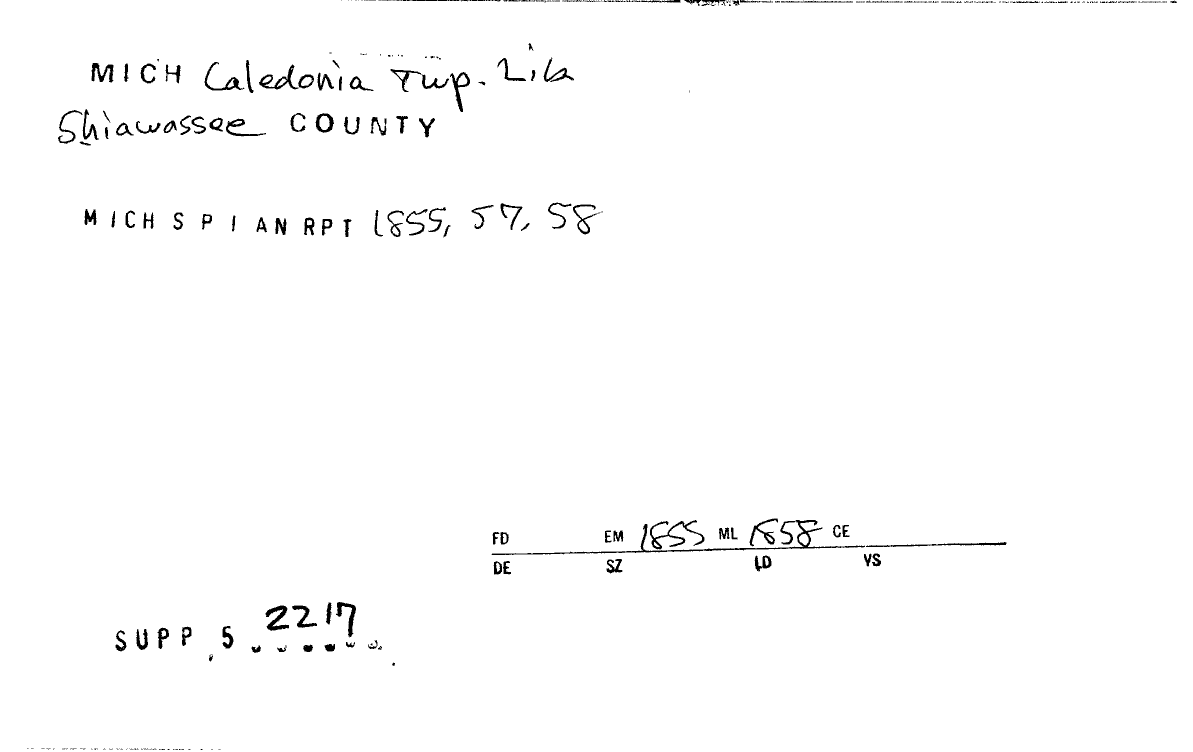 MICH Caledonia Twp. Lib
Shiawassee COUNTY
MICH S P I AN RPT 1855, 57, 58
FD EM 1855 ML 1858 CE
DE SZ LD VS
SUPP 5 2217